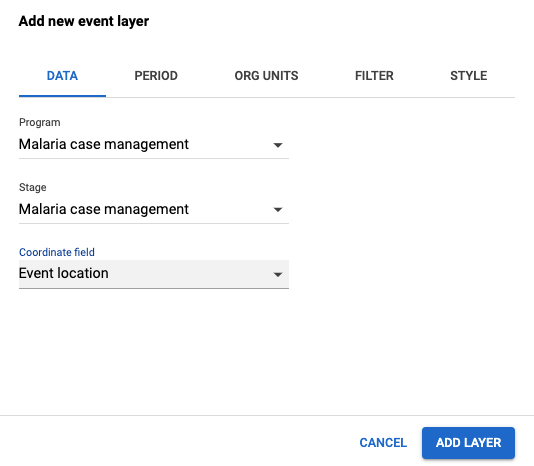 Add new event layer
DATA PERIOD ORG UNITS FILTER STYLE
Program
Malaria case management
Stage
Malaria case management
Coordinate field
Event location
CANCEL ADD LAYER